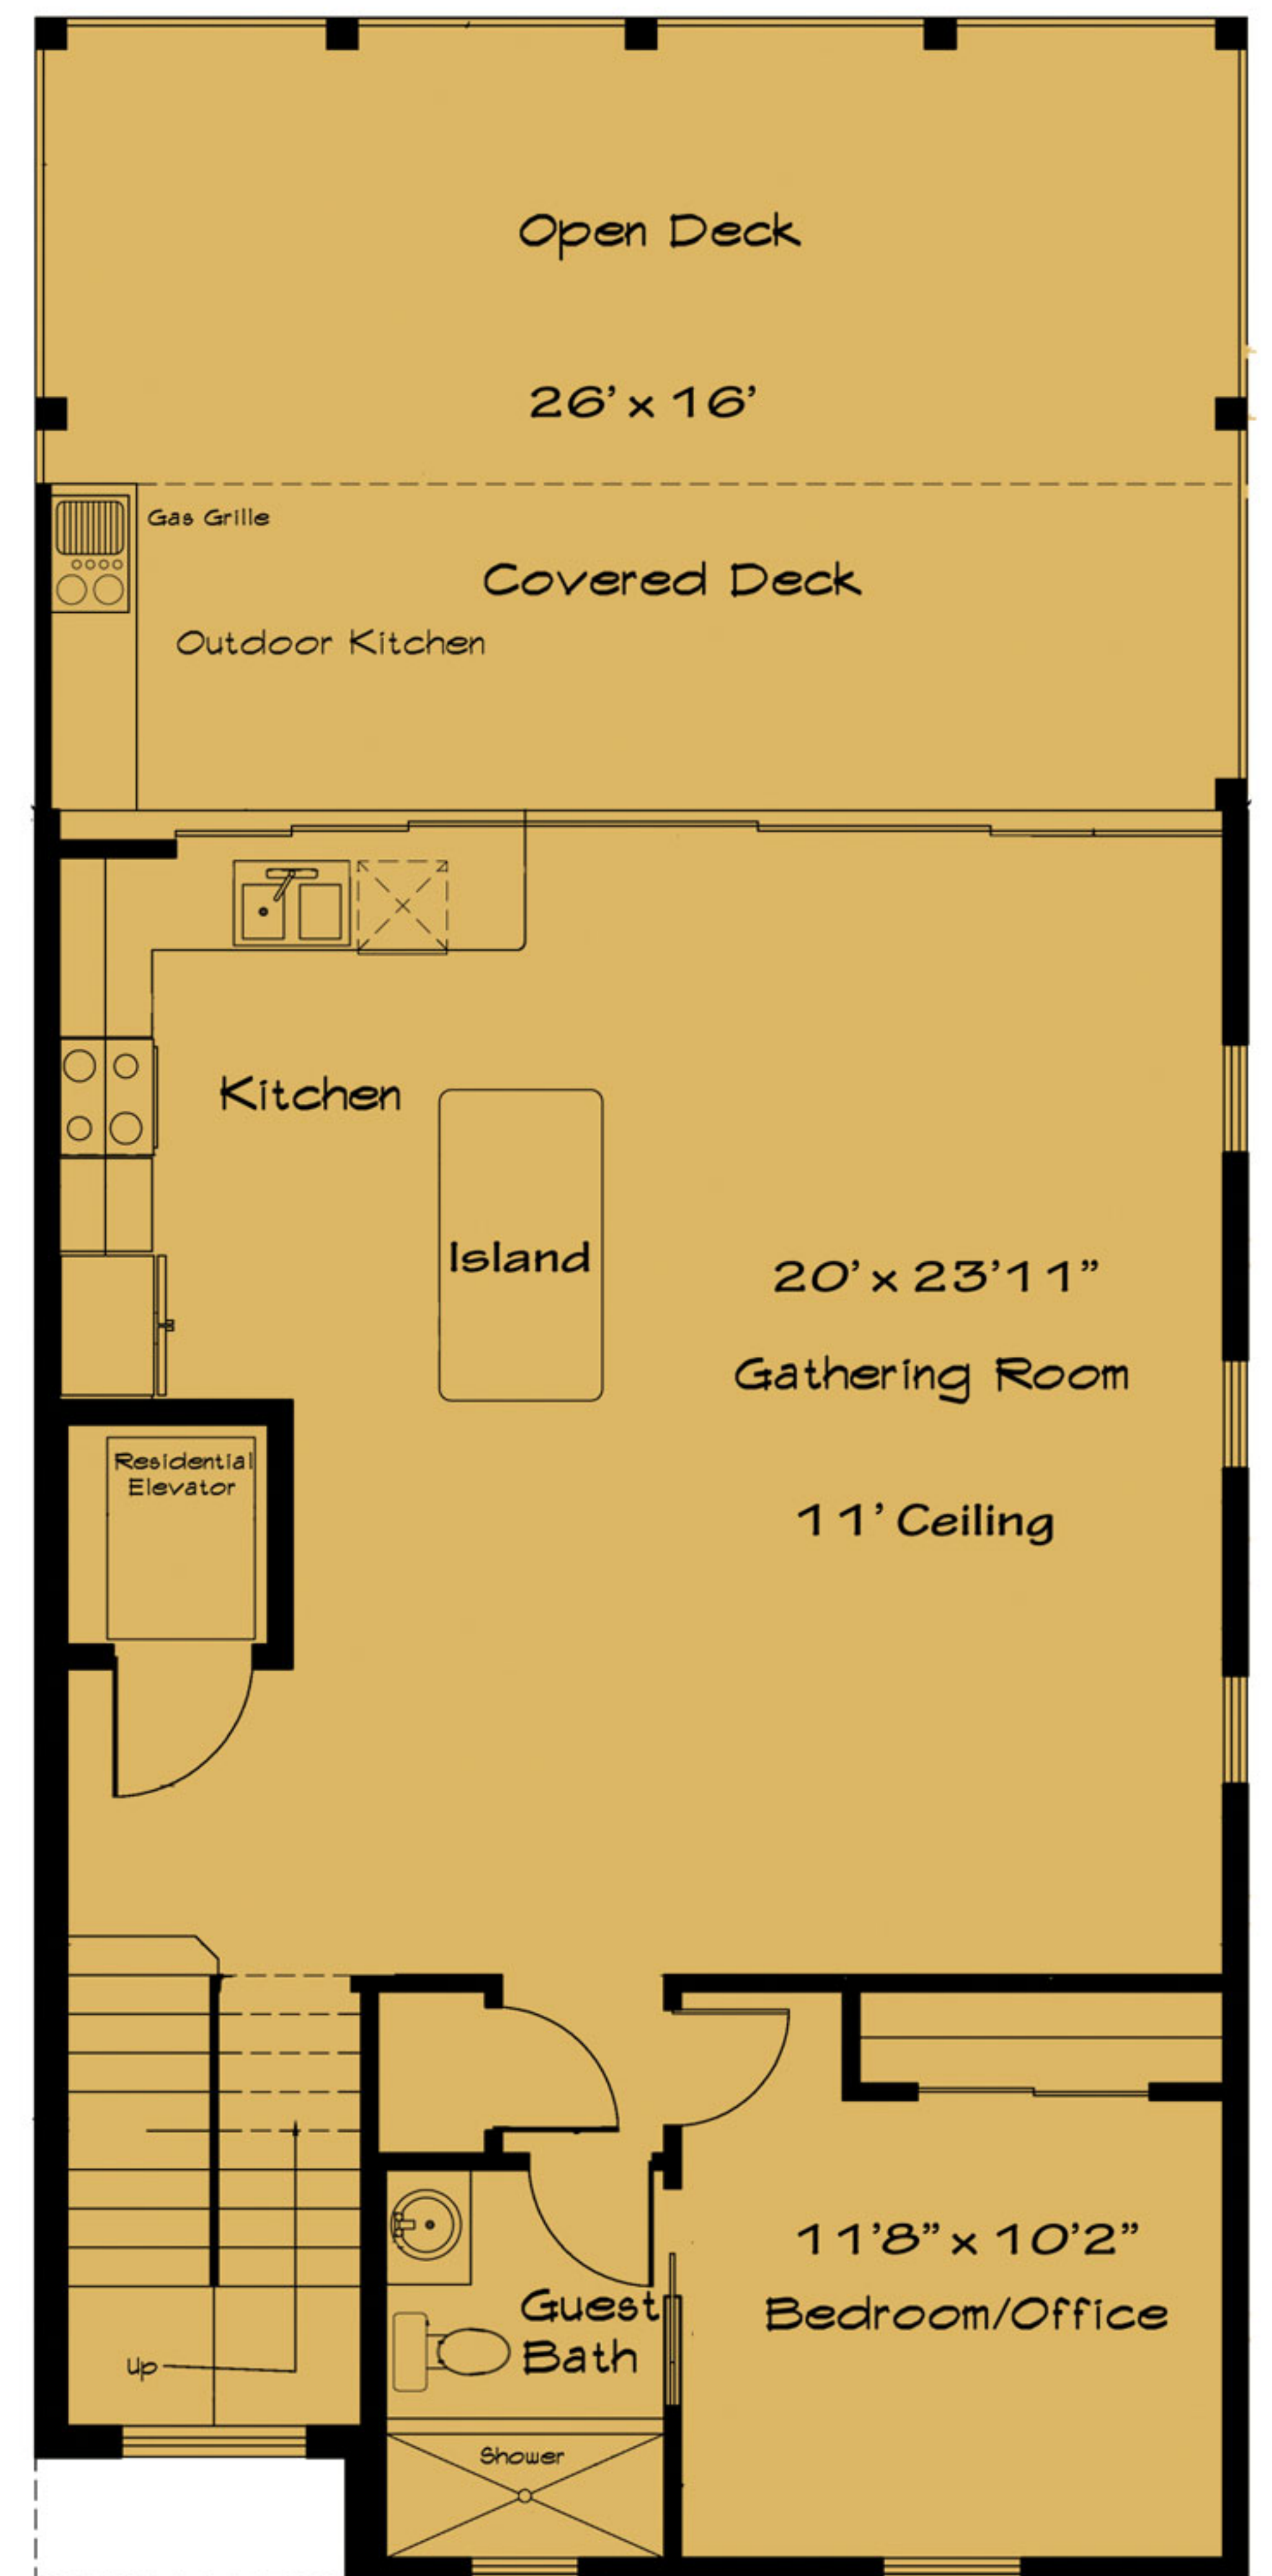 Open Deck
26' x 16'
Gas Grille
Covered Deck
Outdoor Kitchen
Kitchen
Island
20' x 23'11"
Gathering Room
Residential
Elevator
11' Ceiling
11'8" x 10'2"
Guest
Bath
Bedroom/Office
Up
Shower